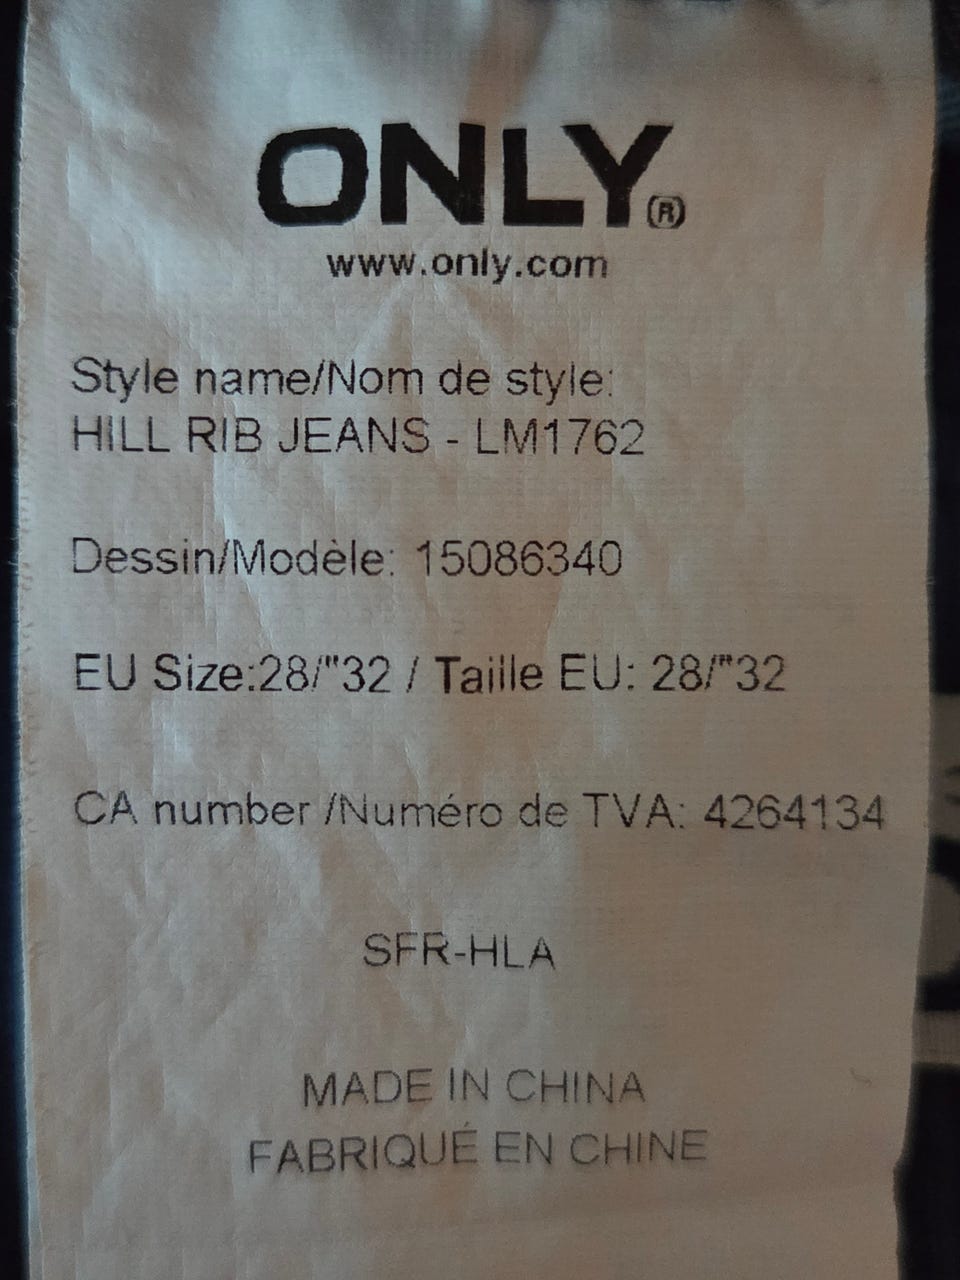 ONLY®
www.only.com
Style name/Nom de style:
HILL RIB JEANS - LM1762
Dessin/Modèle: 15086340
EU Size:28/"32 / Taille EU: 28/"32
CA number /Numéro de TVA: 4264134
SFR-HLA
MADE IN CHINA
FABRIQUÉ EN CHINE